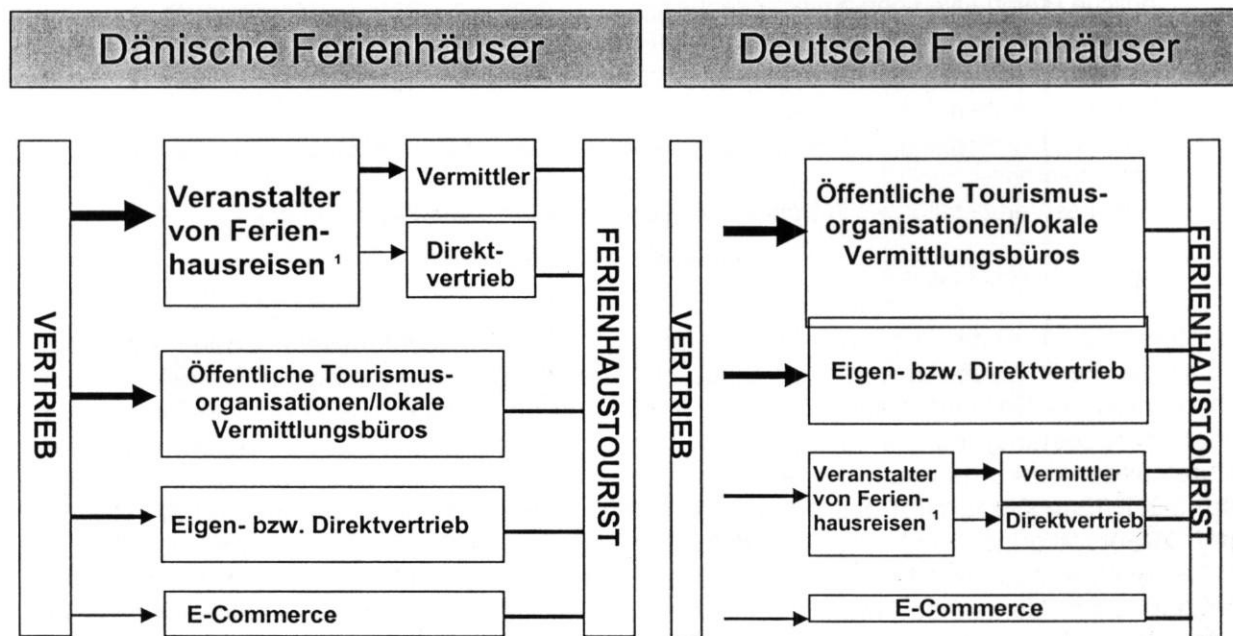 Dänische Ferienhäuser
VERTRIEB
Veranstalter
von Ferien-
hausreisen ¹
Vermittler
Direkt-
vertrieb
Öffentliche Tourismus-
organisationen/lokale
Vermittlungsbüros
Eigen- bzw. Direktvertrieb
E-Commerce
FERIENHAUSTOURIST
Deutsche Ferienhäuser
VERTRIEB
Öffentliche Tourismus-
organisationen/lokale
Vermittlungsbüros
Eigen- bzw. Direktvertrieb
Veranstalter
von Ferien-
hausreisen ¹
Vermittler
Direktvertrieb
E-Commerce
FERIENHAUSTOURIST